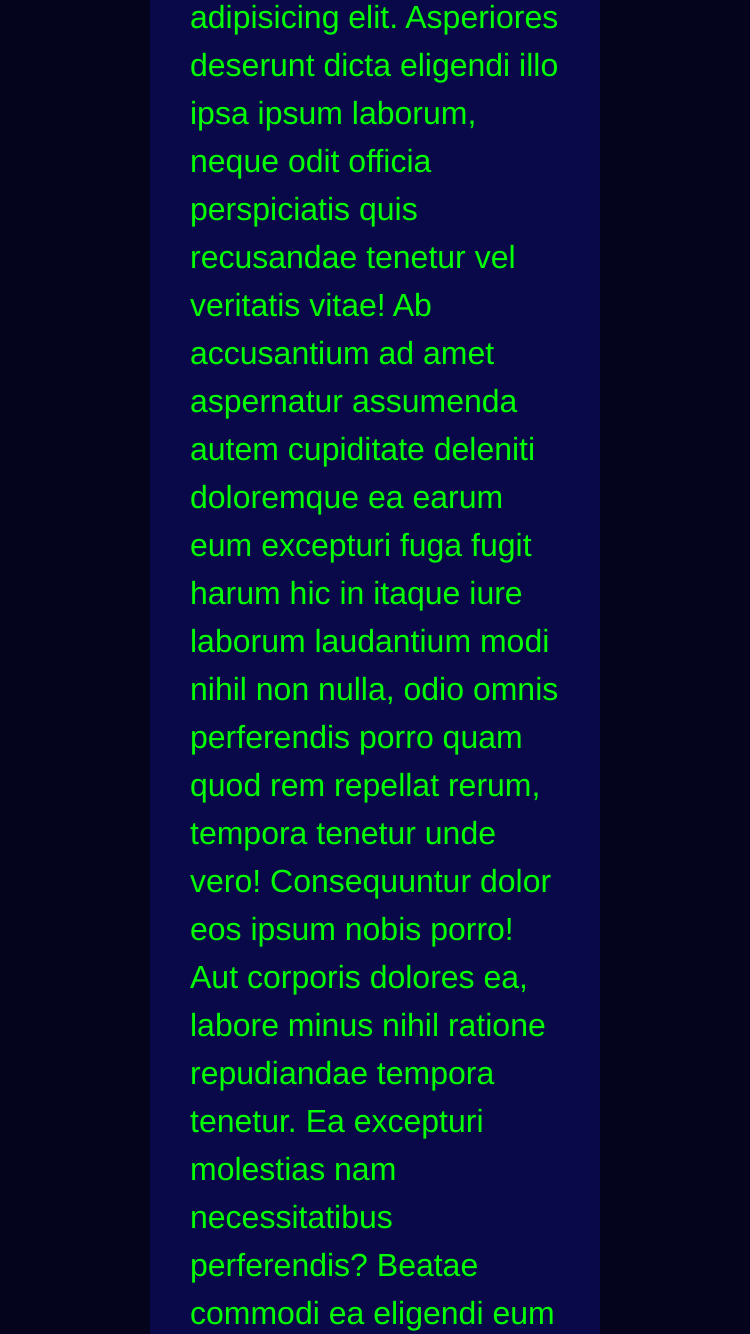 adipisicing elit. Asperiores
deserunt dicta eligendi illo
ipsa ipsum laborum,
neque odit officia
perspiciatis quis
recusandae tenetur vel
veritatis vitae! Ab
accusantium ad amet
aspernatur assumenda
autem cupiditate deleniti
doloremque ea earum
eum excepturi fuga fugit
harum hic in itaque iure
laborum laudantium modi
nihil non nulla, odio omnis
perferendis porro quam
quod rem repellat rerum,
tempora tenetur unde
vero! Consequuntur dolor
eos ipsum nobis porro!
Aut corporis dolores ea,
labore minus nihil ratione
repudiandae tempora
tenetur. Ea excepturi
molestias nam
necessitatibus
perferendis? Beatae
commodi ea eligendi eum